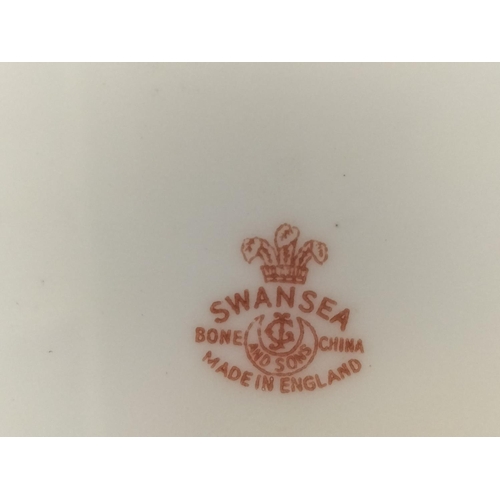 SWANSEA
BONE CHINA
AND SONS
MADE IN ENGLAND